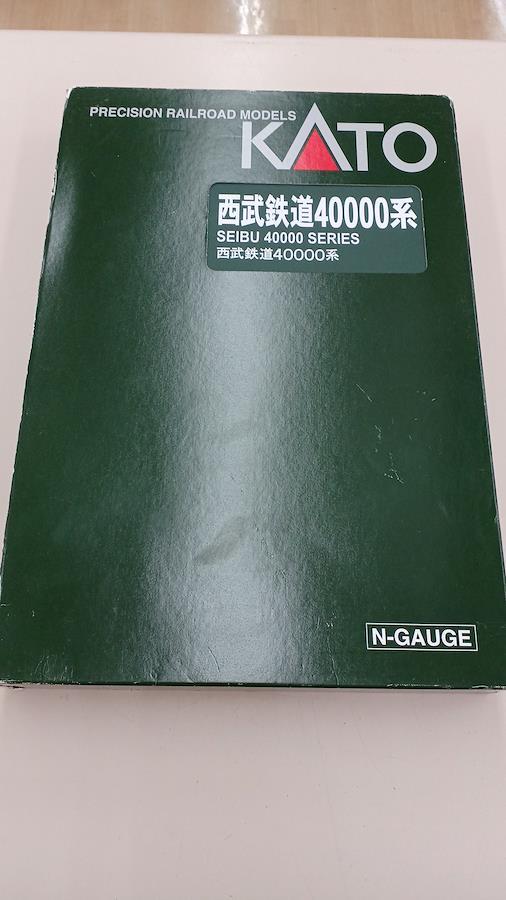 PRECISION RAILROAD MODELS
KATO
西武鉄道40000系
SEIBU 40000 SERIES
西武鉄道40000系
N-GAUGE